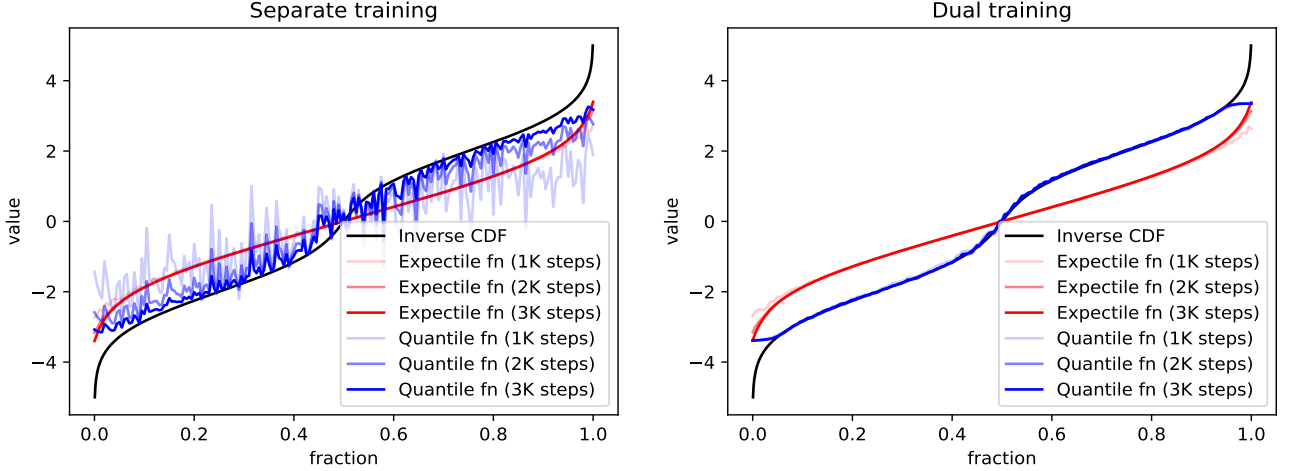 Separate training
value
4
2
0
−2
−4
Inverse CDF
Expectile fn (1K steps)
Expectile fn (2K steps)
Expectile fn (3K steps)
Quantile fn (1K steps)
Quantile fn (2K steps)
Quantile fn (3K steps)
0.0 0.2 0.4 0.6 0.8 1.0
fraction
Dual training
value
4
2
0
−2
−4
Inverse CDF
Expectile fn (1K steps)
Expectile fn (2K steps)
Expectile fn (3K steps)
Quantile fn (1K steps)
Quantile fn (2K steps)
Quantile fn (3K steps)
0.0 0.2 0.4 0.6 0.8 1.0
fraction